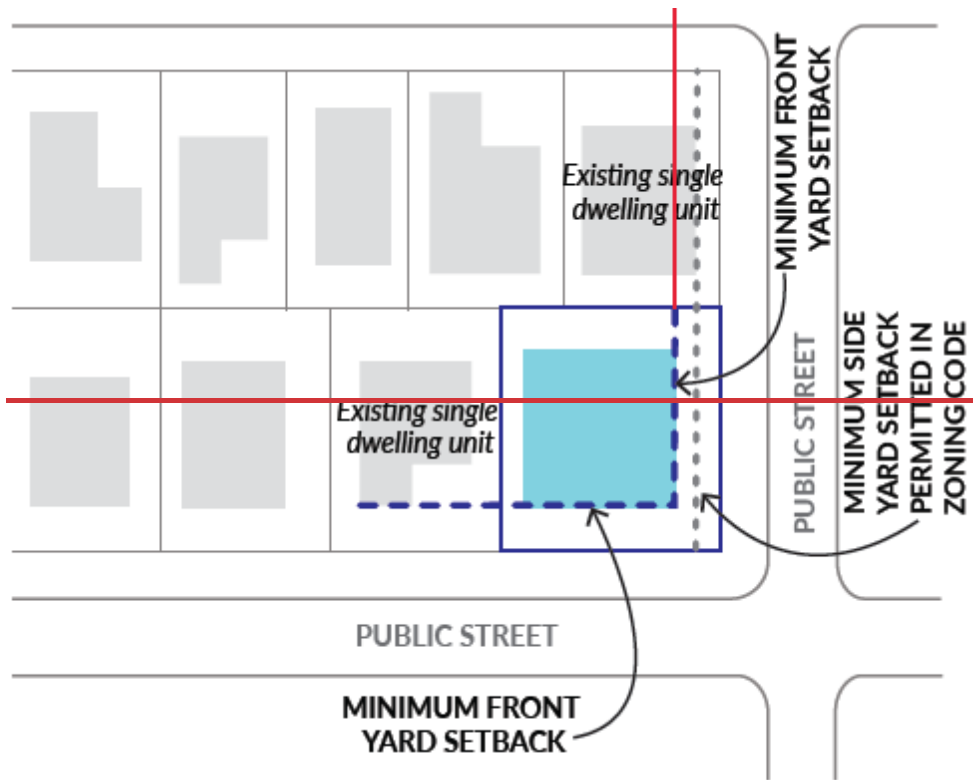 MINIMUM FRONT
YARD SETBACK
Existing single
dwelling unit
MINIMUM SIDE
YARD SETBACK
PERMITTED IN
ZONING CODE
PUBLIC STREET
Existing single
dwelling unit
PUBLIC STREET
MINIMUM FRONT
YARD SETBACK